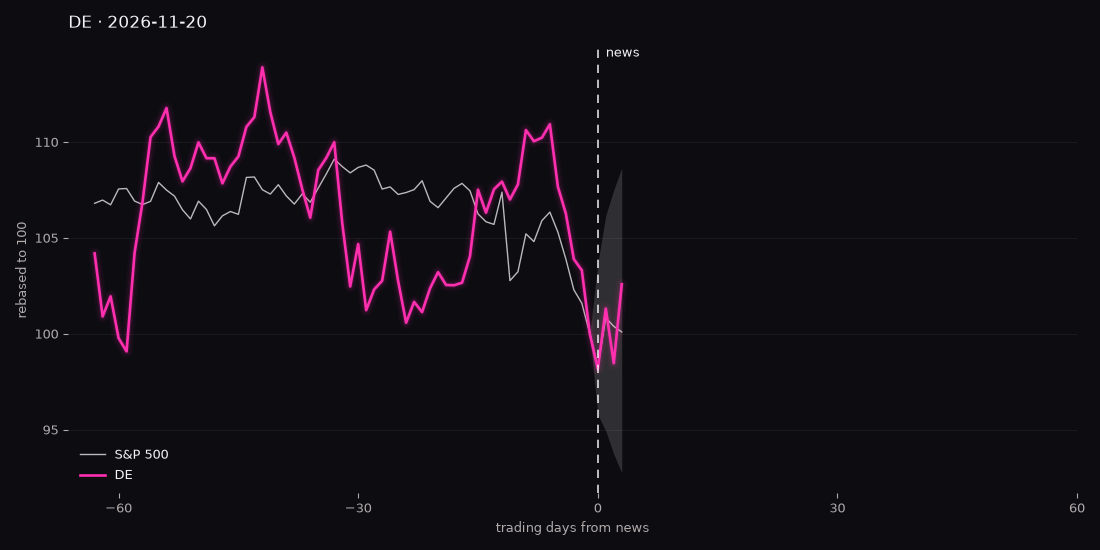 DE · 2026-11-20
news
110
105
100
95
rebased to 100
S&P 500
DE
−60
−30
0
30
60
trading days from news